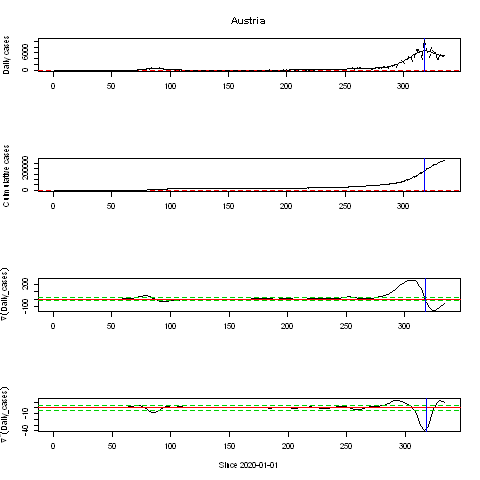 Austria
Daily cases
0 6000
0 50 100 150 200 250 300
Cumulative cases
0
0 50 100 150 200 250 300
∇(Daily_cases)
-100 200
0 50 100 150 200 250 300
-40 -10
0 50 100 150 200 250 300
Since 2020-01-01